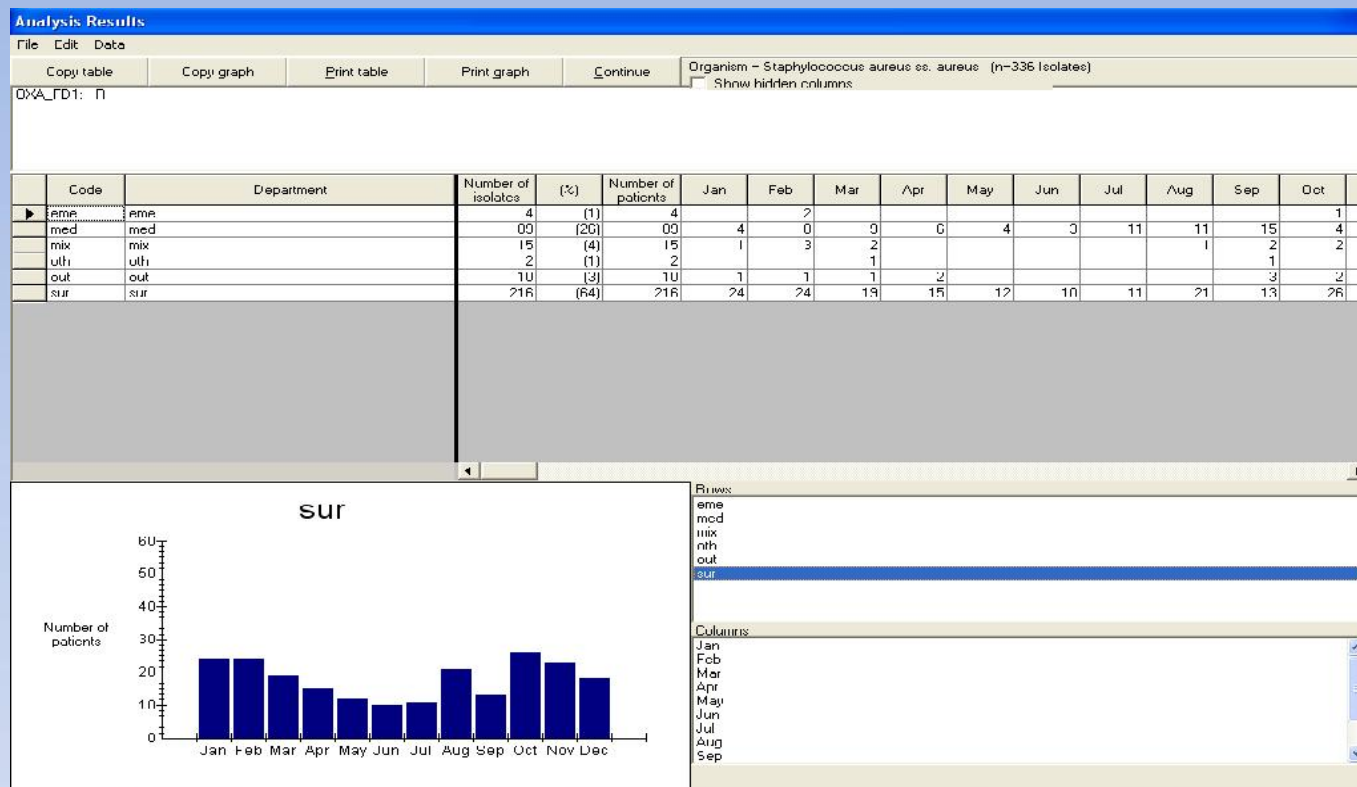 Analysis Results
File Edit Data
Copy table Copy graph Print table Print graph Continue Organism = Staphylococcus aureus ss. aureus (n=336 Isolates)
Show hidden columns
Code Department Number of isolates (%) Number of patients Jan Feb Mar Apr May Jun Jul Aug Sep Oct
eme eme 4 (1) 4 2 1
med med (26) 4 6 4 11 11 15 4
mix mix 15 (4) 15 1 3 2 1 2 2
oth oth 2 (1) 2 1 1
out out 10 (3) 10 1 1 1 2 3 2
sur sur 216 (64) 216 24 24 19 15 12 10 11 21 13 26
sur
60
50
40
30
20
10
0
Number of
patients
Jan Feb Mar Apr May Jun Jul Aug Sep Oct Nov Dec
Rows
eme
med
mix
oth
out
sur
Columns
Jan
Feb
Mar
Apr
May
Jun
Jul
Aug
Sep